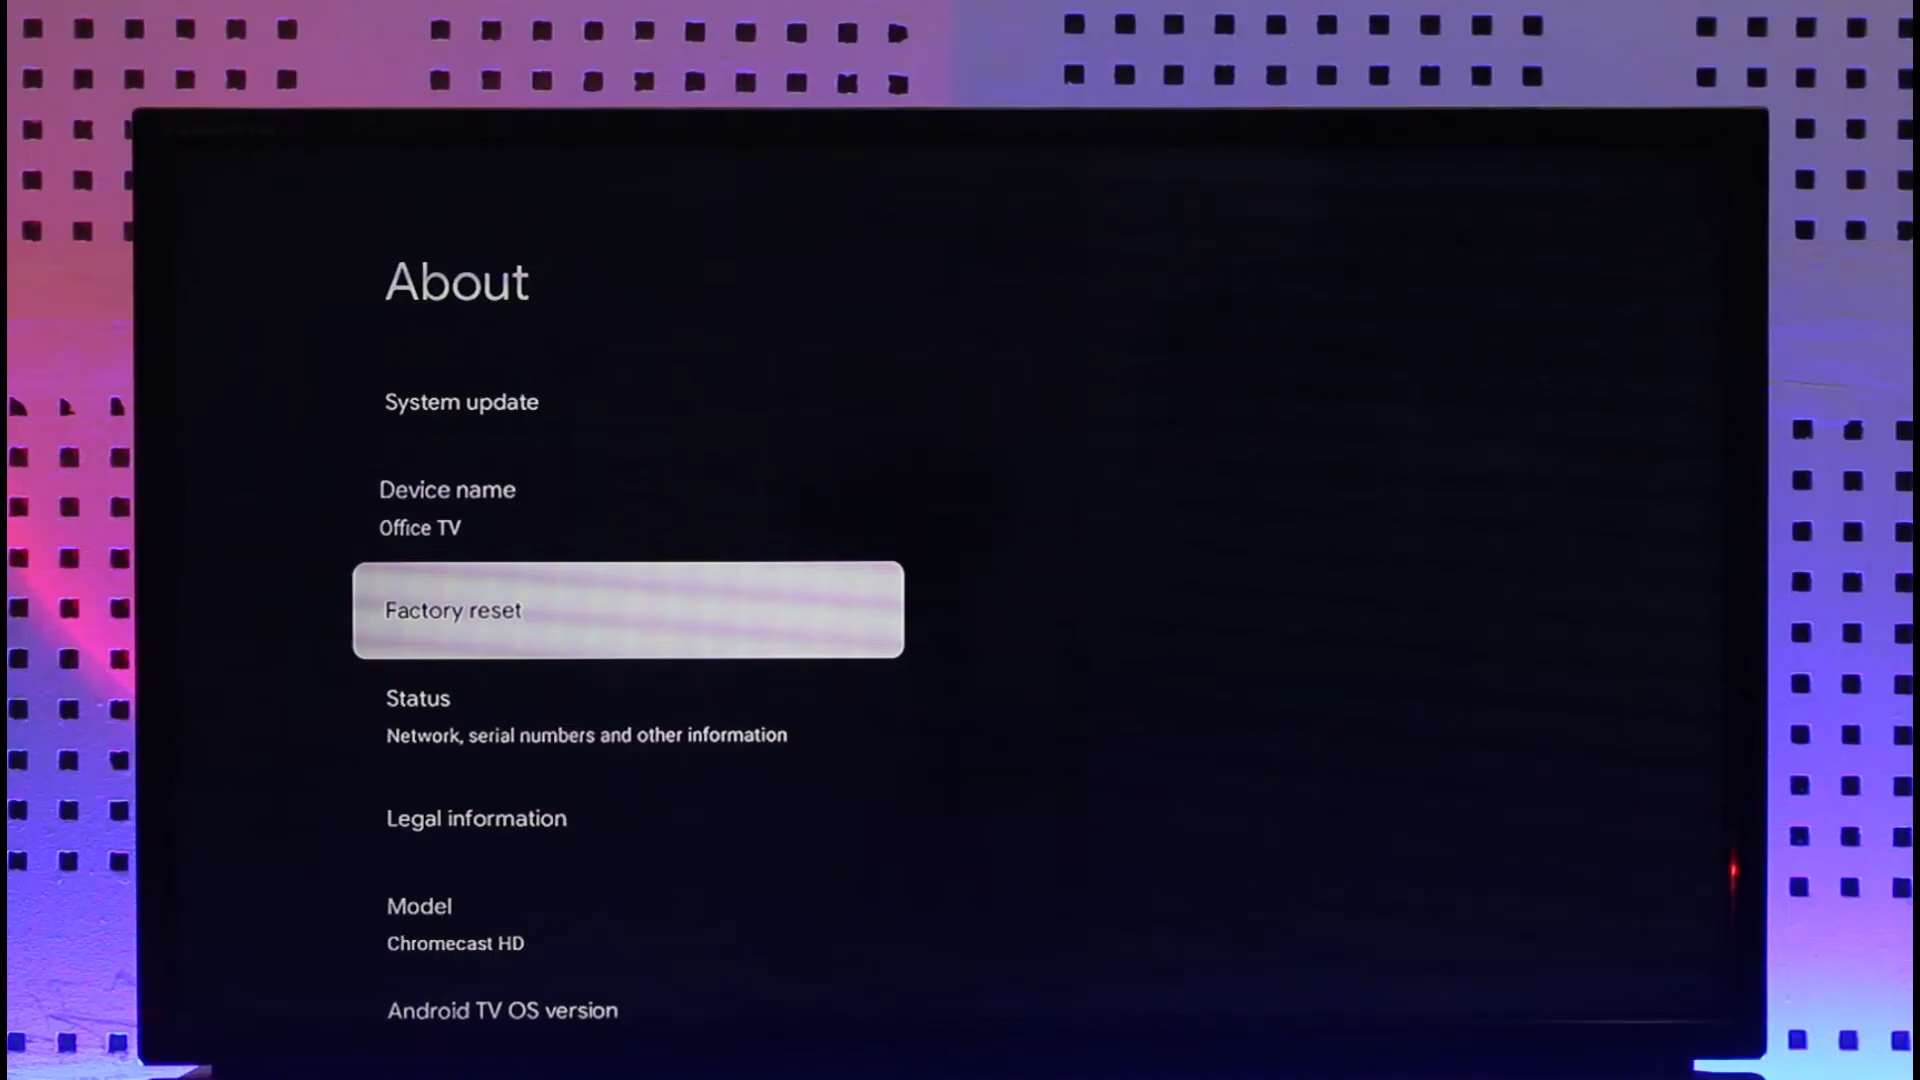 About
System update
Device name
Office TV
Factory reset
Status
Network, serial numbers and other information
Legal information
Model
Chromecast HD
Android TV OS version